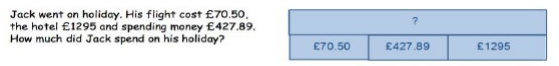 Jack went on holiday. His flight cost £70.50,
the hotel £1295 and spending money £427.89.
How much did Jack spend on his holiday?
?
£70.50 £427.89 £1295